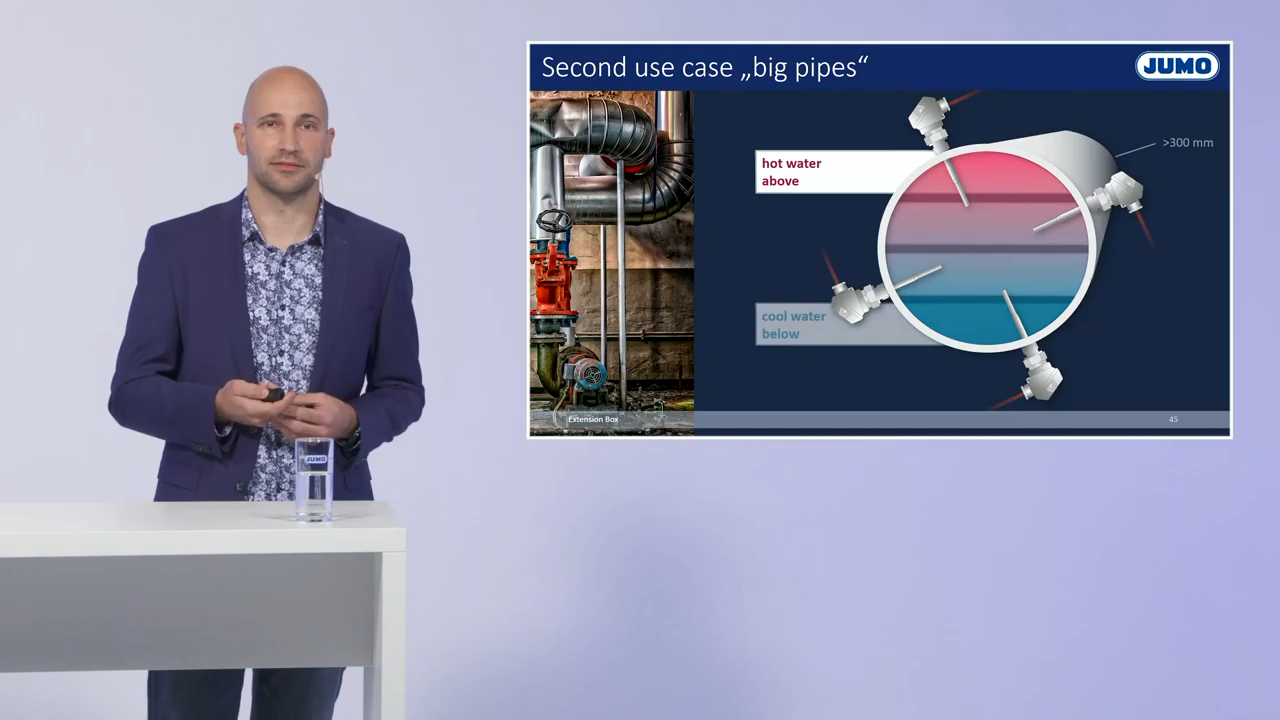 Second use case „big pipes“
JUMO
>300 mm
hot water
above
cool water
below
Extension Box
45
JUMO